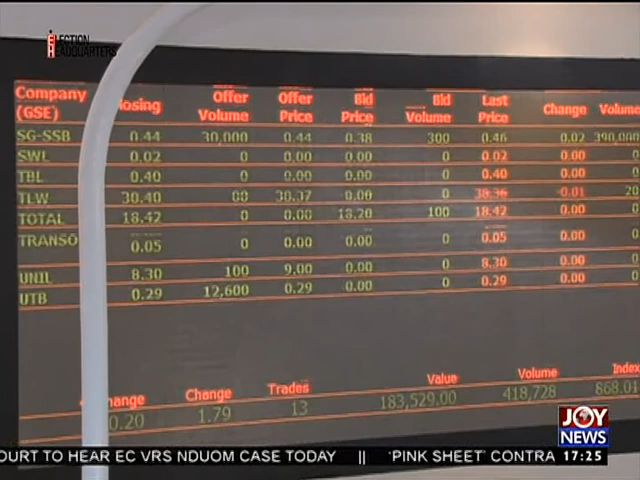 ELECTION
HEADQUARTERS
Company (GSE) losing Offer Volume Offer Price Bid Price Bid Volume Last Price Change Volume
SG-SSB 0.44 30,000 0.44 0.38 300 0.46 0.02 390,000
SWL 0.02 0 0.00 0.00 0 0.02 0.00 0
TBL 0.40 0 0.00 0.00 0 0.40 0.00 0
TLW 30.40 80 30.37 0.00 0 30.36 -0.01 20
TOTAL 18.42 0 0.00 18.20 100 18.42 0.00 0
TRANSO 0.05 0 0.00 0.00 0 0.05 0.00 0
UNIL 8.30 100 9.00 0.00 0 8.30 0.00 0
UTB 0.29 12,600 0.29 0.00 0 0.29 0.00 0
hange Change Trades Value Volume Index
0.20 1.79 13 183,529.00 418,728 868.01
JOY
NEWS
OURT TO HEAR EC VRS NDUOM CASE TODAY || 'PINK SHEET' CONTRA 17:25